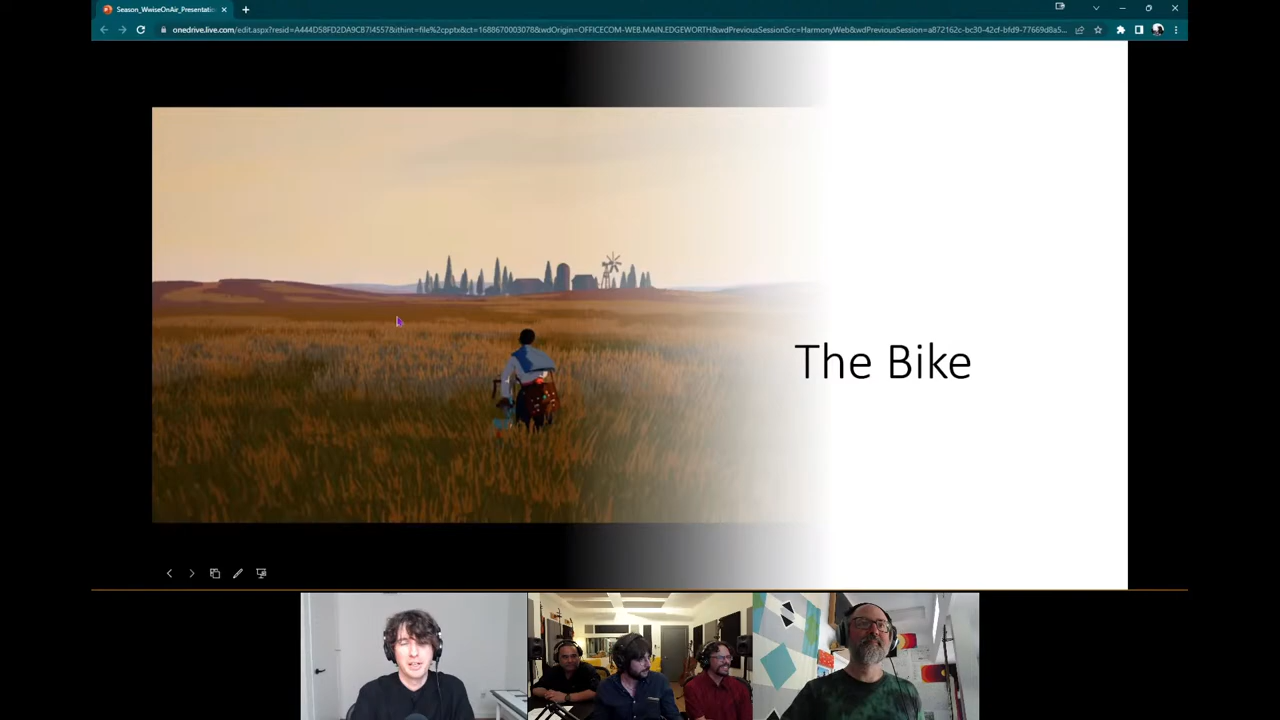 Season_WwiseOnAir_Presentatio
onedrive.live.com/edit.aspx?resid=A444D58FD2DA9C87!4557&ithint=file%2cpptx&ct=1688670003078&wdOrigin=OFFICECOM-WEB.MAIN.EDGEWORTH&wdPreviousSessionSrc=HarmonyWeb&wdPreviousSession=a872162c-bc30-42cf-bfd9-77669d8a5...
The Bike